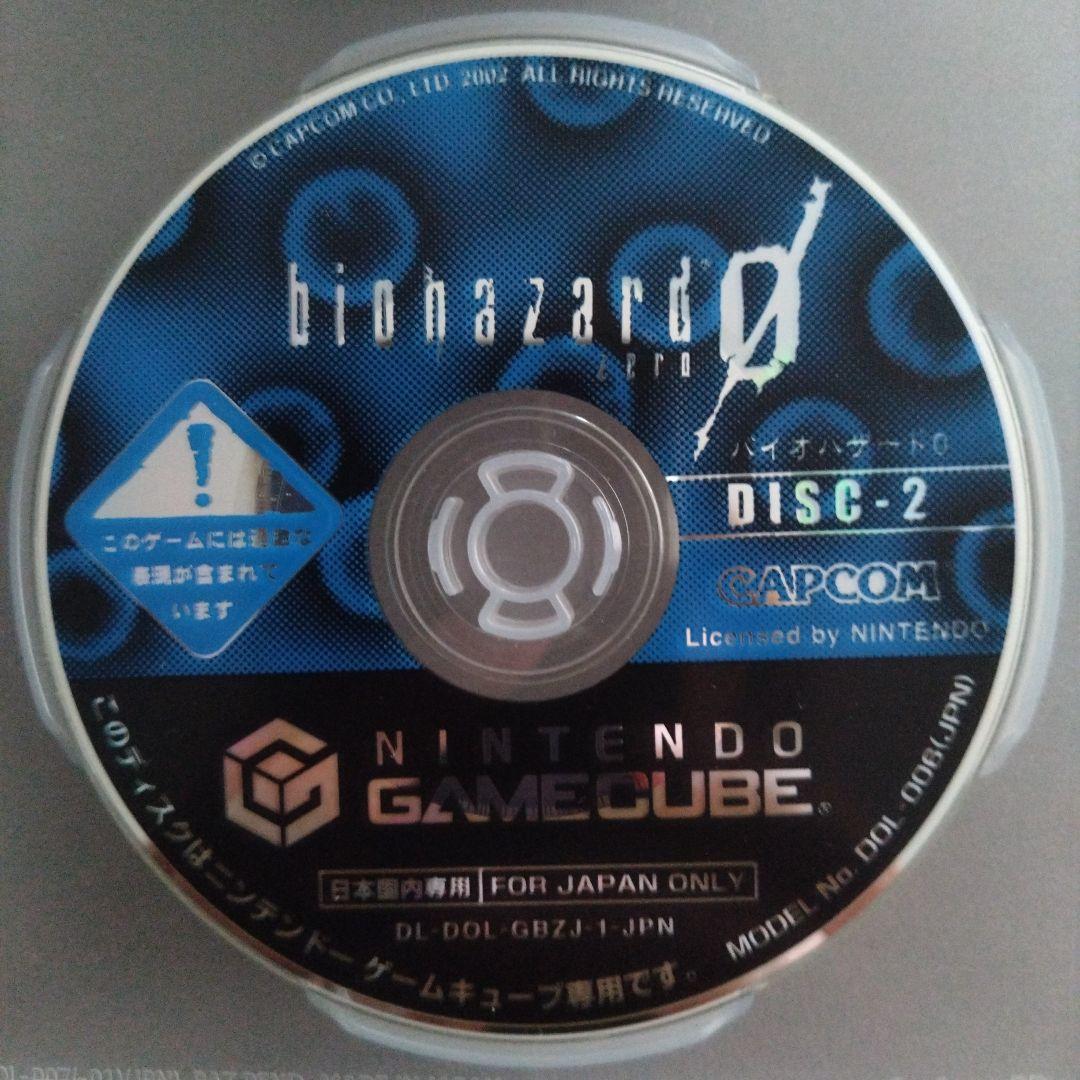 © CAPCOM CO., LTD. 2002 ALL RIGHTS RESERVED
biohazard™ 0
zero
バイオハザード0
DISC-2
CAPCOM
Licensed by NINTENDO
このゲームには過激な
表現が含まれて
います
NINTENDO
GAMECUBE®
日本国内専用 FOR JAPAN ONLY
DL-DOL-GBZJ-1-JPN
MODEL No. DOL-006(JPN)
このディスクはニンテンドーゲームキューブ専用です。